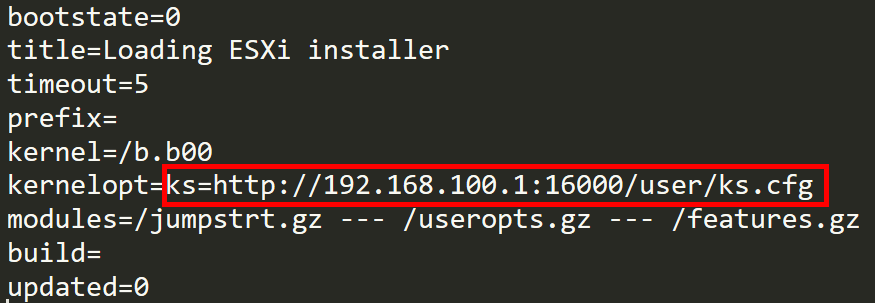 bootstate=0
title=Loading ESXi installer
timeout=5
prefix=
kernel=/b.b00
kernelopt=ks=http://192.168.100.1:16000/user/ks.cfg
modules=/jumpstrt.gz --- /useropts.gz --- /features.gz
build=
updated=0